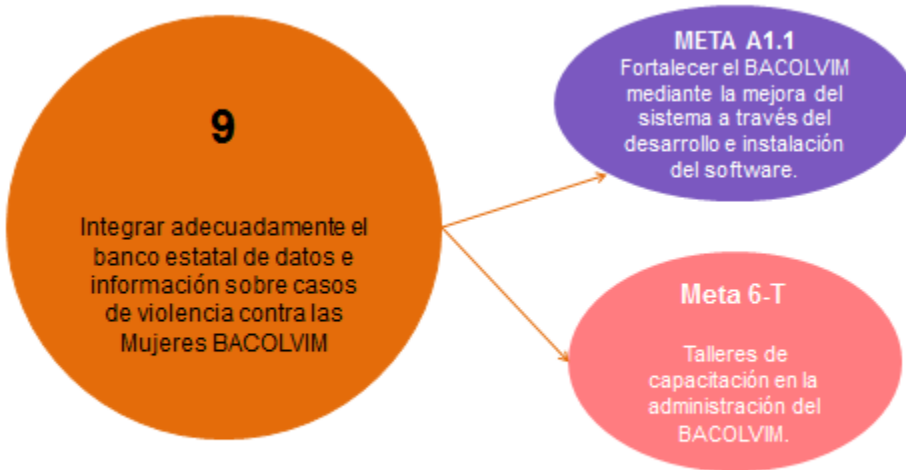 9
Integrar adecuadamente el
banco estatal de datos e
información sobre casos
de violencia contra las
Mujeres BACOLVIM
META A1.1
Fortalecer el BACOLVIM
mediante la mejora del
sistema a través del
desarrollo e instalación
del software.
Meta 6-T
Talleres de
capacitación en la
administración del
BACOLVIM.